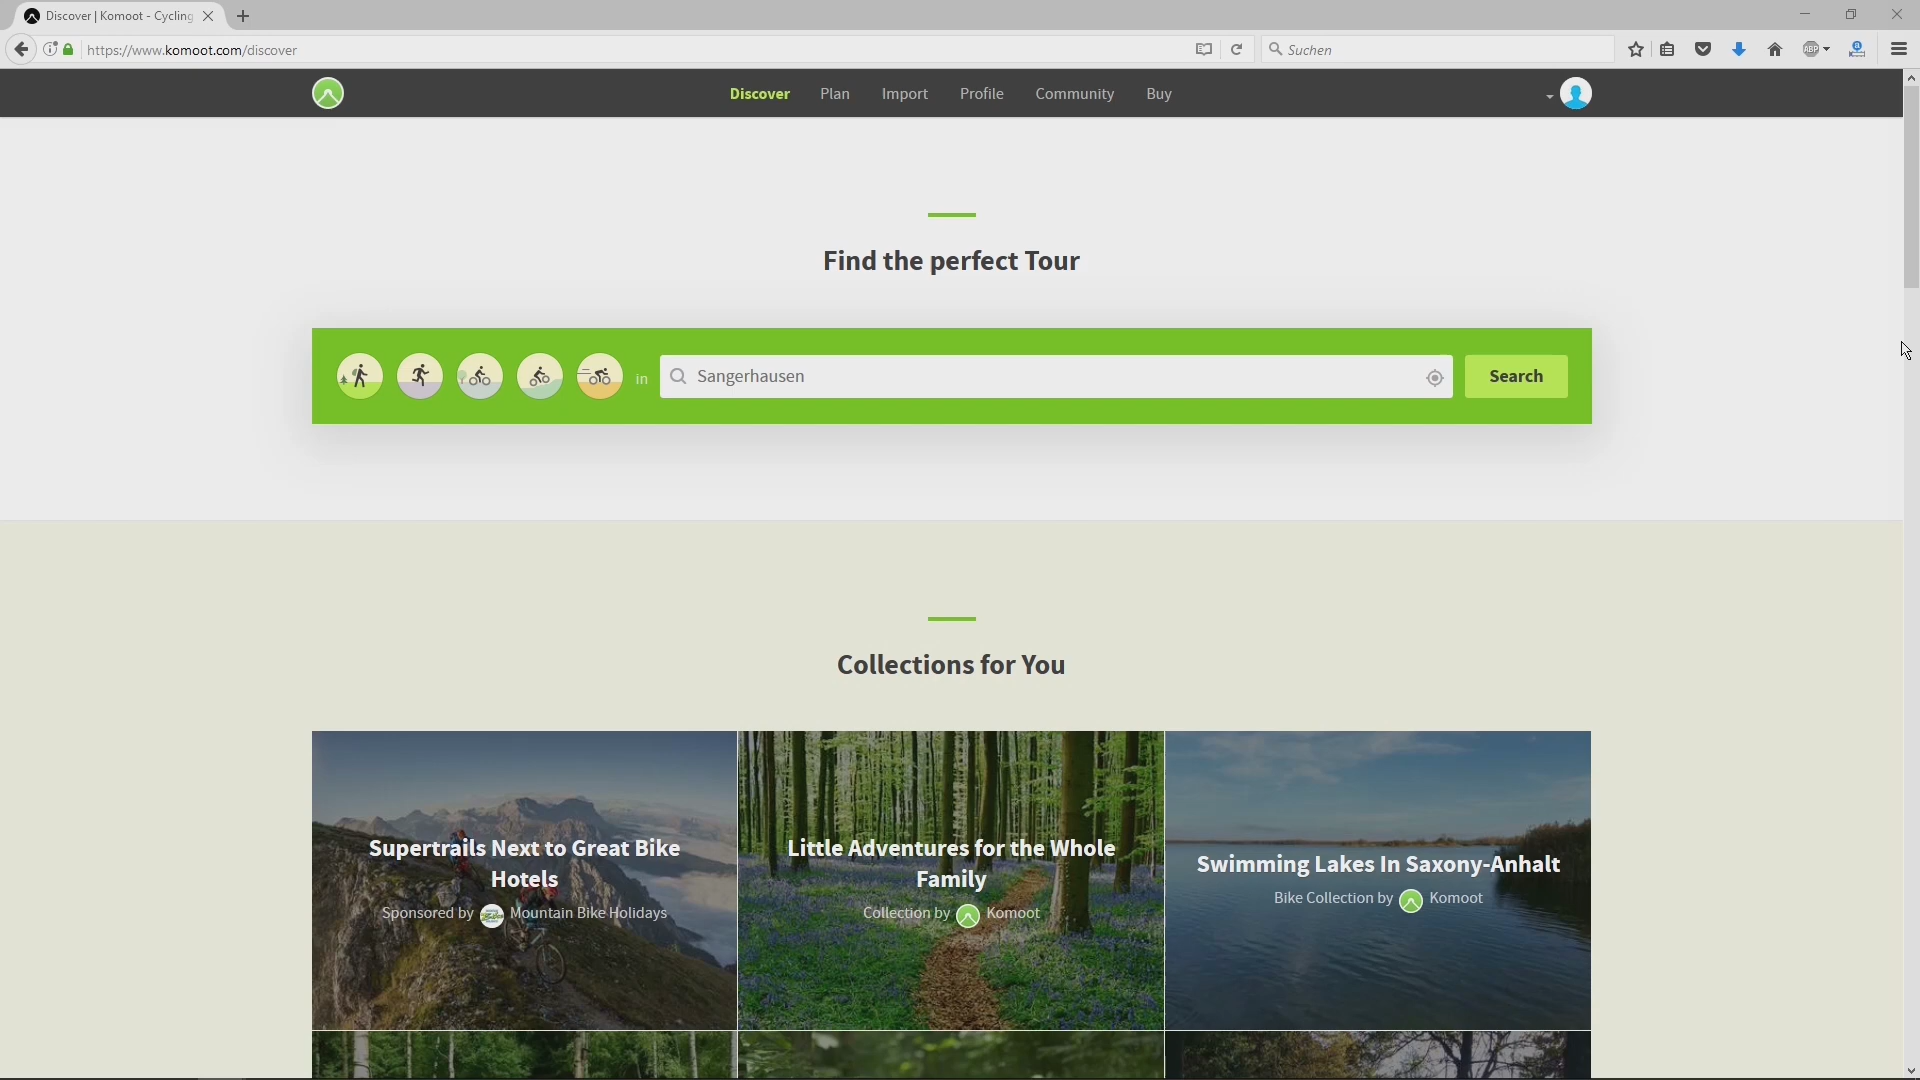 Discover | Komoot - Cycling
https://www.komoot.com/discover
Suchen
ABP
Discover
Plan
Import
Profile
Community
Buy
Find the perfect Tour
in
Sangerhausen
Search
Collections for You
Supertrails Next to Great Bike
Hotels
Sponsored by Mountain Bike Holidays
Little Adventures for the Whole
Family
Collection by Komoot
Swimming Lakes In Saxony-Anhalt
Bike Collection by Komoot